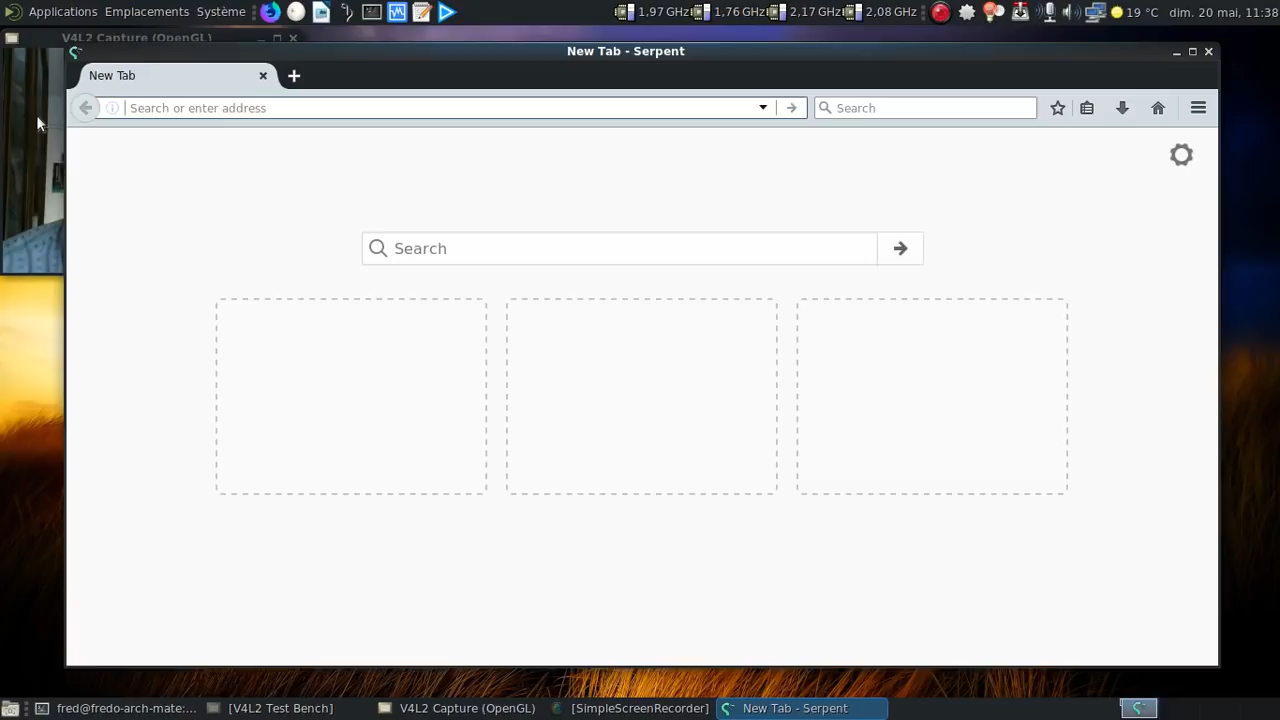 Applications Emplacements Système 1,97 GHz 1,76 GHz 2,17 GHz 2,08 GHz 19 °C dim. 20 mai, 11:38
V4L2 Capture (OpenGL)
New Tab - Serpent
New Tab
Search or enter address
Search
Search
fred@fredo-arch-mate:...
[V4L2 Test Bench]
V4L2 Capture (OpenGL)
[SimpleScreenRecorder]
New Tab - Serpent